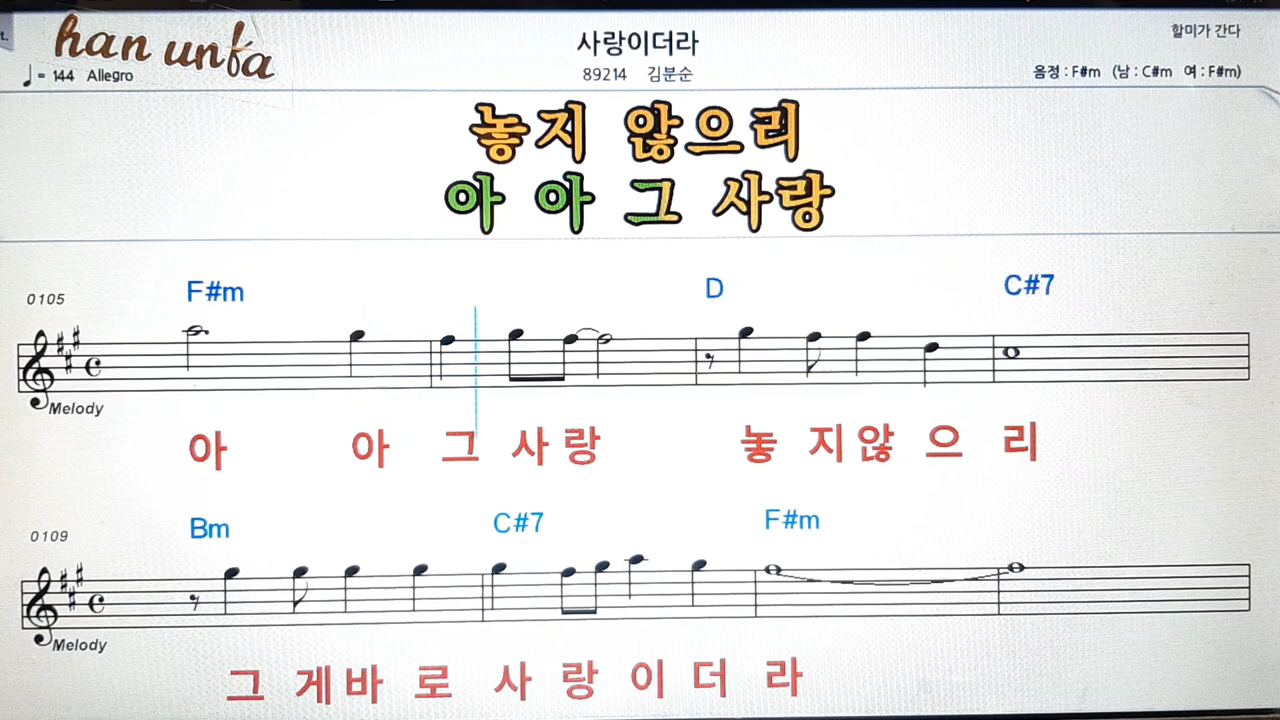 han unfa
t.
♩= 144 Allegro
사랑이더라
89214 김분순
할미가 간다
음정 : F#m (남 : C#m 여 : F#m)
놓지 않으리
아 아 그 사랑
0105 F#m D C#7
Melody
아 아 그 사 랑 놓 지 않 으 리
0109 Bm C#7 F#m
Melody
그 게 바 로 사 랑 이 더 라